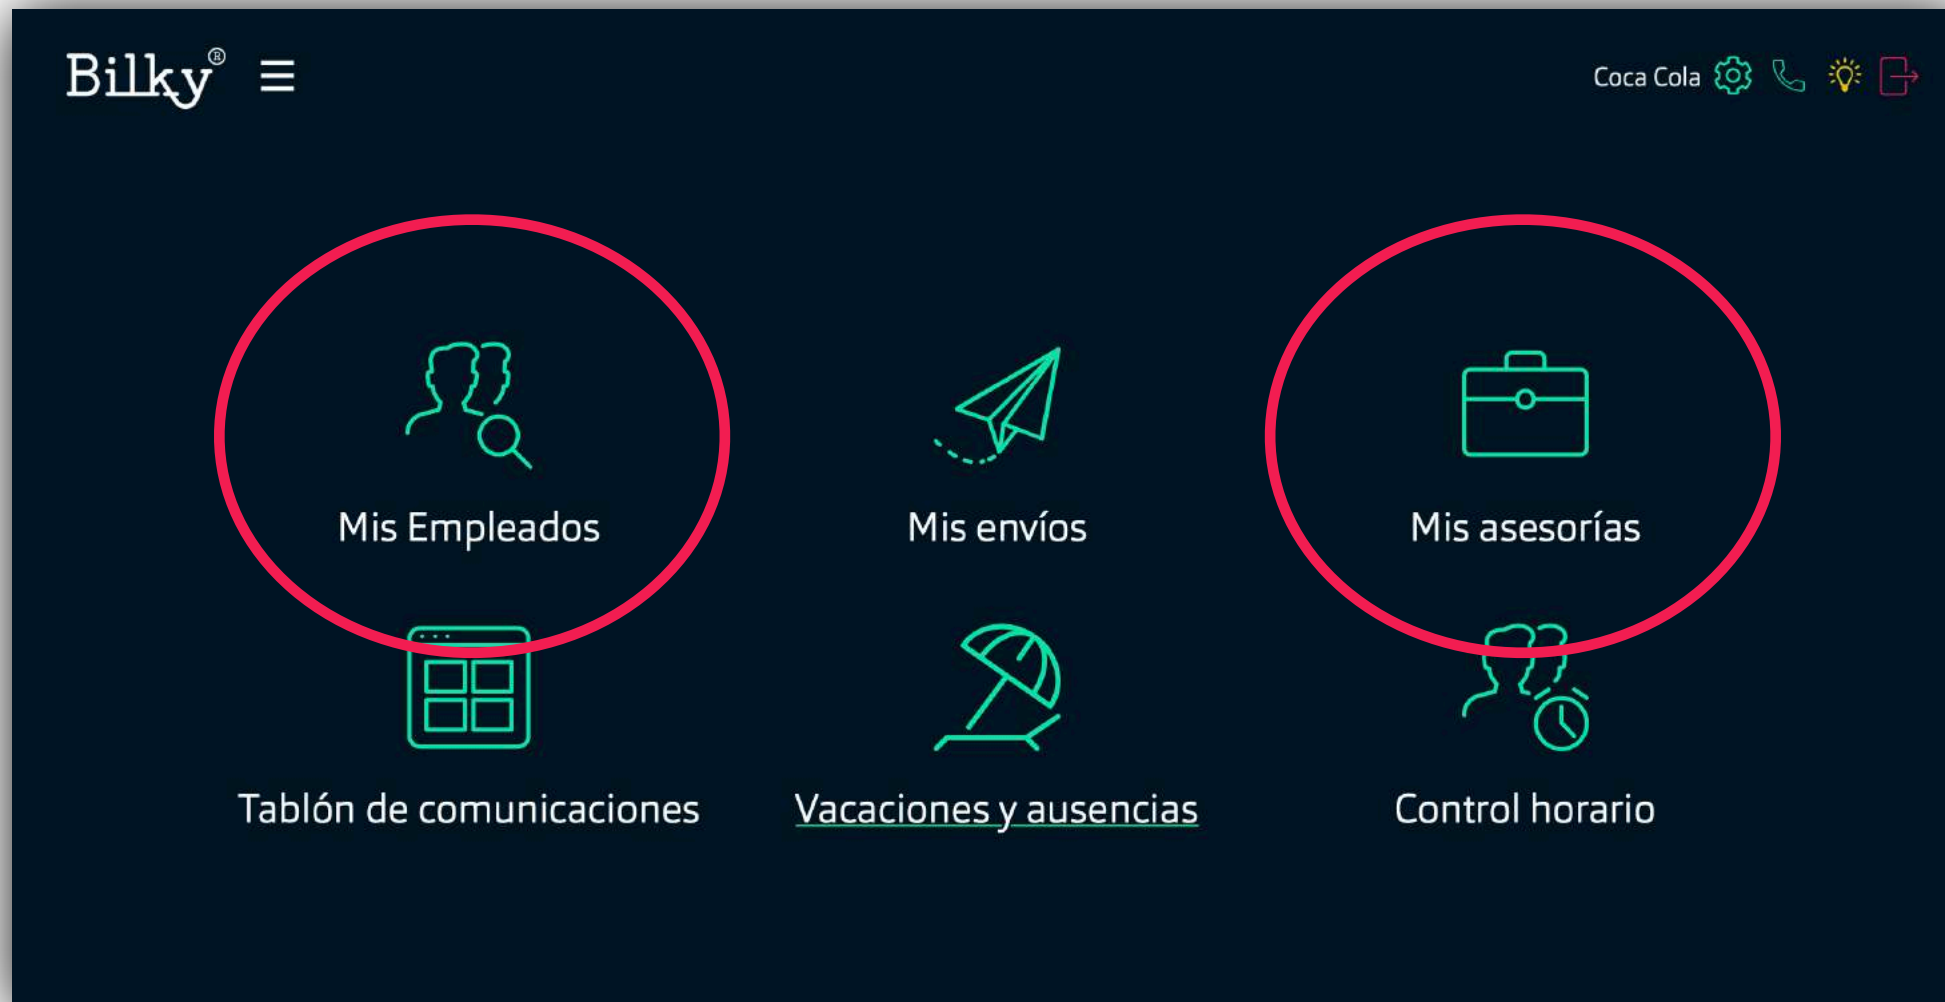 Bilky®
Coca Cola
Mis Empleados
Mis envíos
Mis asesorías
Tablón de comunicaciones
Vacaciones y ausencias
Control horario